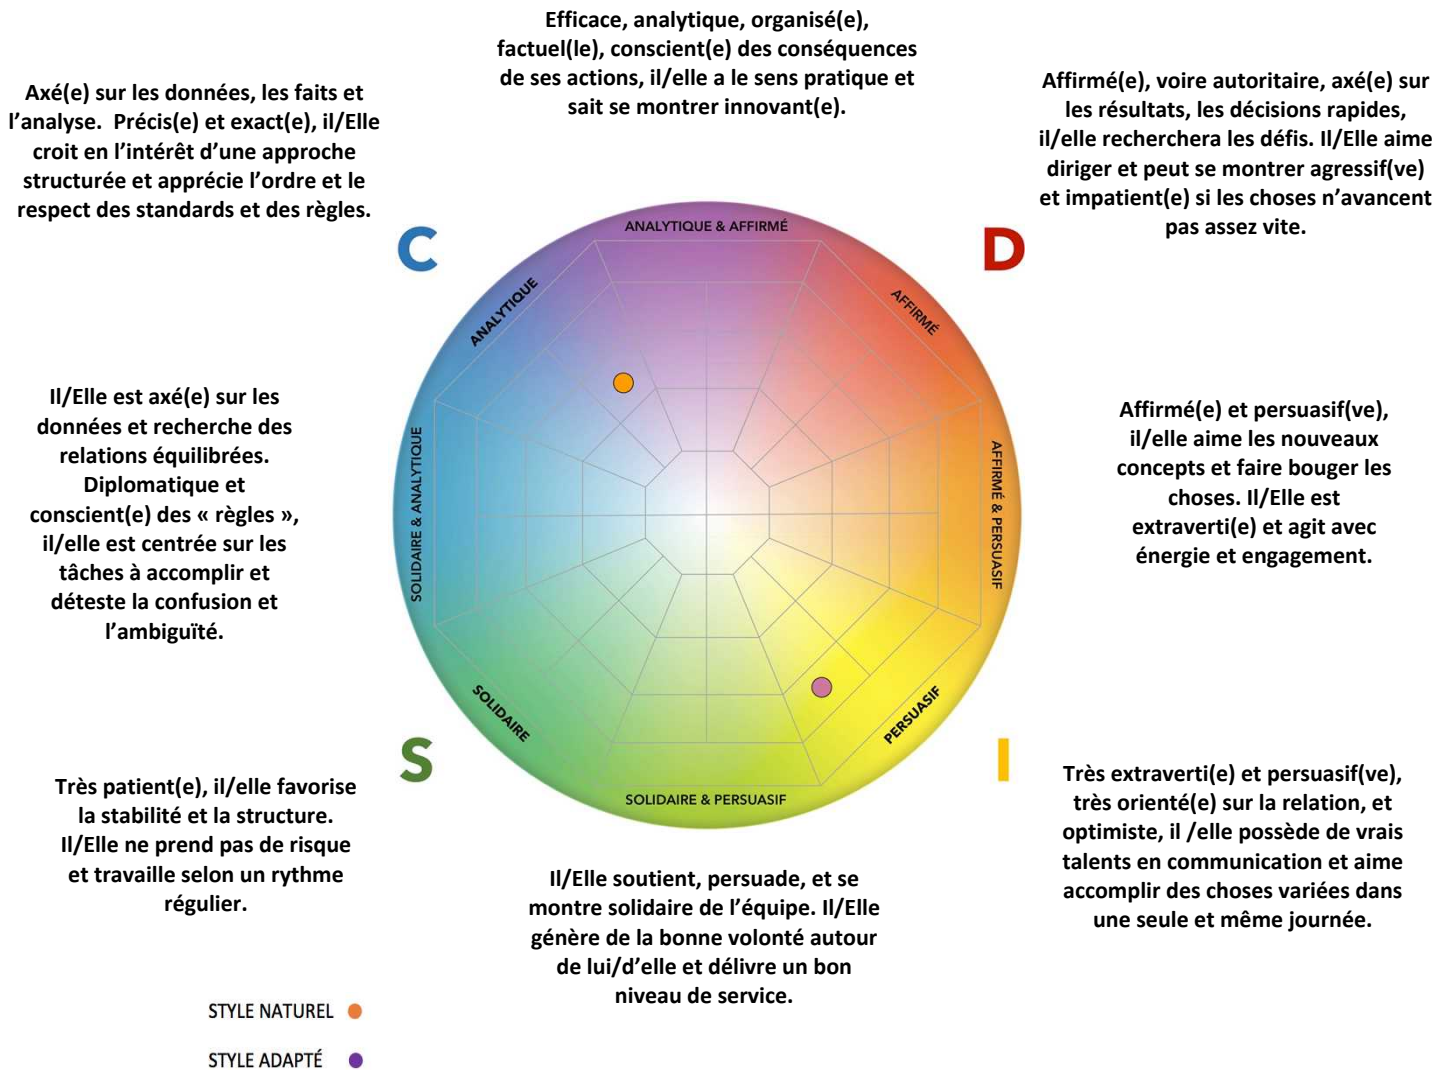 Efficace, analytique, organisé(e),
factuel(le), conscient(e) des conséquences
de ses actions, il/elle a le sens pratique et
sait se montrer innovant(e).
Axé(e) sur les données, les faits et
l'analyse.  Précis(e) et exact(e), il/Elle
croit en l'intérêt d'une approche
structurée et apprécie l'ordre et le
respect des standards et des règles.
Affirmé(e), voire autoritaire, axé(e) sur
les résultats, les décisions rapides,
il/elle recherchera les défis. Il/Elle aime
diriger et peut se montrer agressif(ve)
et impatient(e) si les choses n'avancent
pas assez vite.
C
D
ANALYTIQUE & AFFIRMÉ
ANALYTIQUE
AFFIRMÉ
Il/Elle est axé(e) sur les
données et recherche des
relations équilibrées.
Diplomatique et
conscient(e) des « règles »,
il/elle est centrée sur les
tâches à accomplir et
déteste la confusion et
l'ambiguïté.
SOLIDAIRE & ANALYTIQUE
AFFIRMÉ & PERSUASIF
Affirmé(e) et persuasif(ve),
il/elle aime les nouveaux
concepts et faire bouger les
choses. Il/Elle est
extraverti(e) et agit avec
énergie et engagement.
SOLIDAIRE
PERSUASIF
S
I
SOLIDAIRE & PERSUASIF
Très patient(e), il/elle favorise
la stabilité et la structure.
Il/Elle ne prend pas de risque
et travaille selon un rythme
régulier.
Il/Elle soutient, persuade, et se
montre solidaire de l'équipe. Il/Elle
génère de la bonne volonté autour
de lui/d'elle et délivre un bon
niveau de service.
Très extraverti(e) et persuasif(ve),
très orienté(e) sur la relation, et
optimiste, il /elle possède de vrais
talents en communication et aime
accomplir des choses variées dans
une seule et même journée.
STYLE NATUREL
STYLE ADAPTÉ